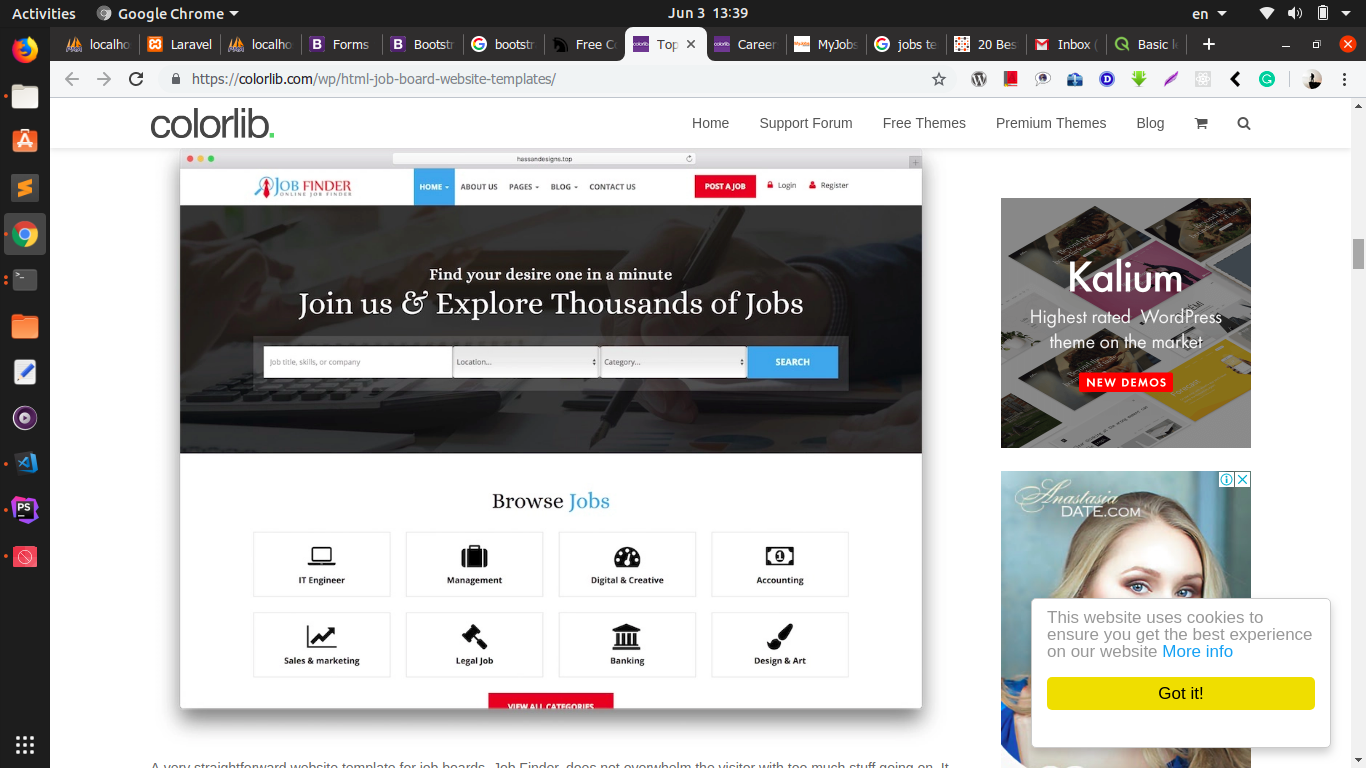 Activities
Google Chrome
Jun 3 13:39
en
localho
Laravel
localho
Forms
Bootstr
bootstr
Free C
Top
Career
MyJobs
jobs te
20 Bes
Inbox (
Basic k
https://colorlib.com/wp/html-job-board-website-templates/
colorlib.
Home
Support Forum
Free Themes
Premium Themes
Blog
hassandesigns.top
JOB FINDER
ONLINE JOB FINDER
HOME
ABOUT US
PAGES
BLOG
CONTACT US
POST A JOB
Login
Register
Find your desire one in a minute
Join us & Explore Thousands of Jobs
Job title, skills, or company
Location...
Category...
SEARCH
Browse Jobs
IT Engineer
Management
Digital & Creative
Accounting
Sales & marketing
Legal Job
Banking
Design & Art
VIEW ALL CATEGORIES
A very straightforward website template for job boards, Job Finder, does not overwhelm the visitor with too much stuff going on. It
Kalium
Highest rated WordPress
theme on the market
NEW DEMOS
Anastasia
DATE.COM
This website uses cookies to
ensure you get the best experience
on our website More info
Got it!